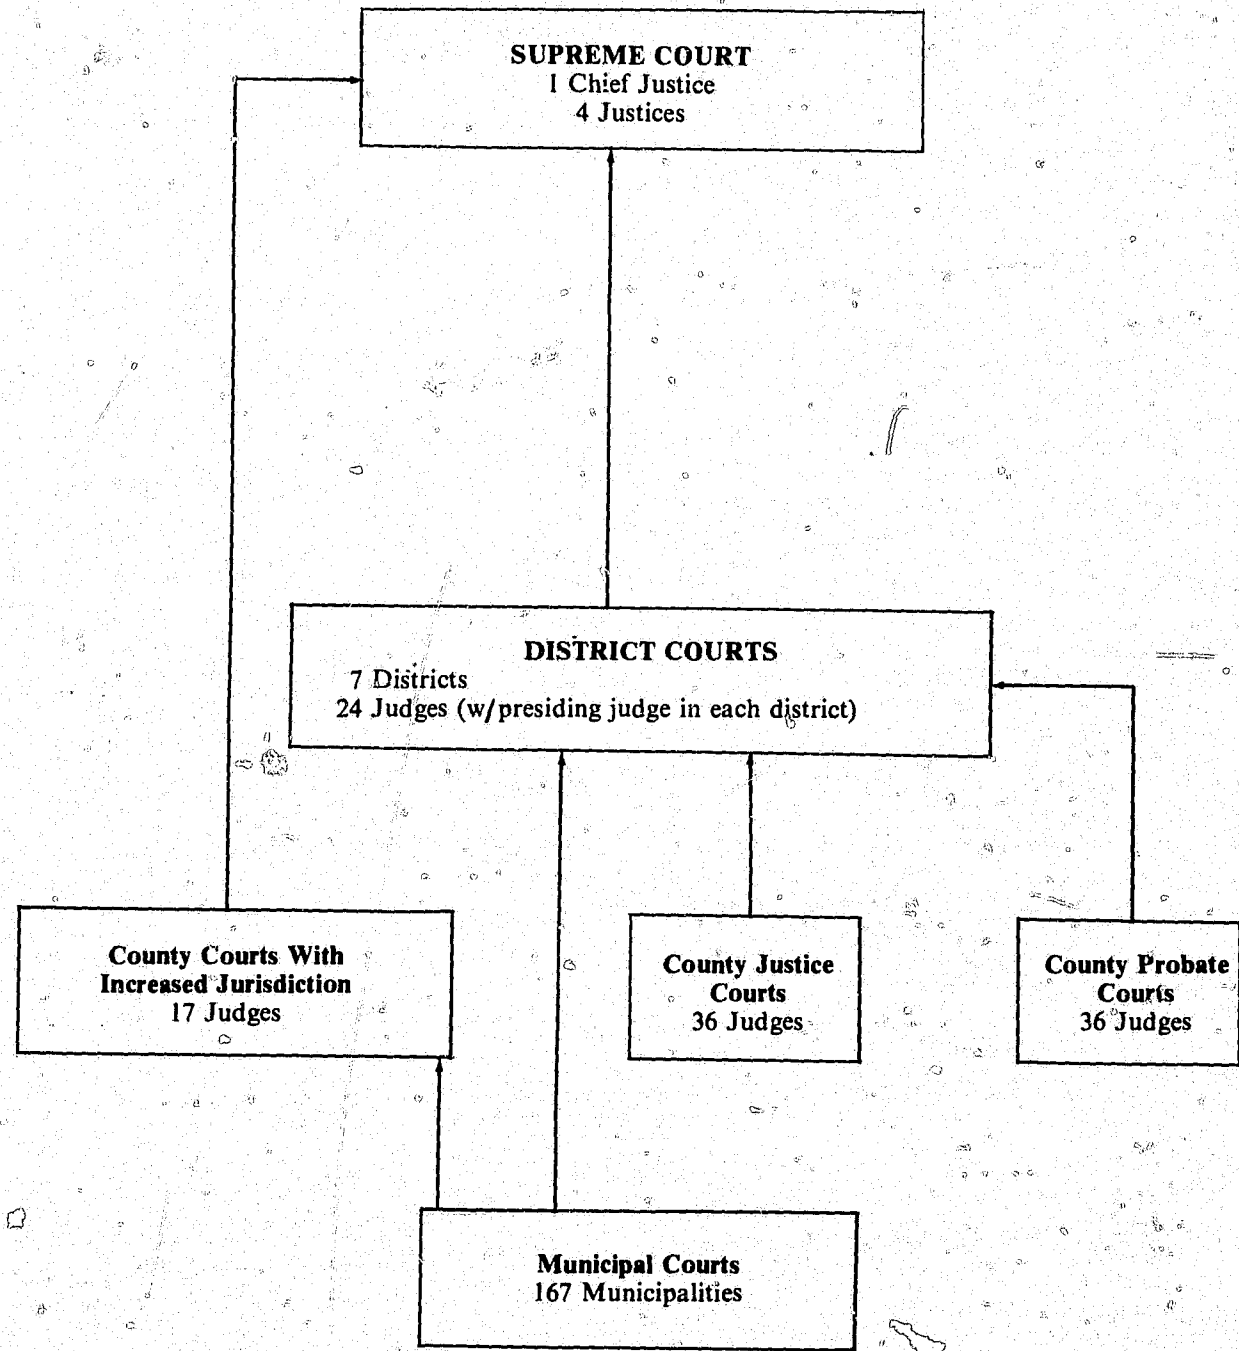 SUPREME COURT
1 Chief Justice
4 Justices
DISTRICT COURTS
7 Districts
24 Judges (w/presiding judge in each district)
County Courts With
Increased Jurisdiction
17 Judges
County Justice
Courts
36 Judges
County Probate
Courts
36 Judges
Municipal Courts
167 Municipalities